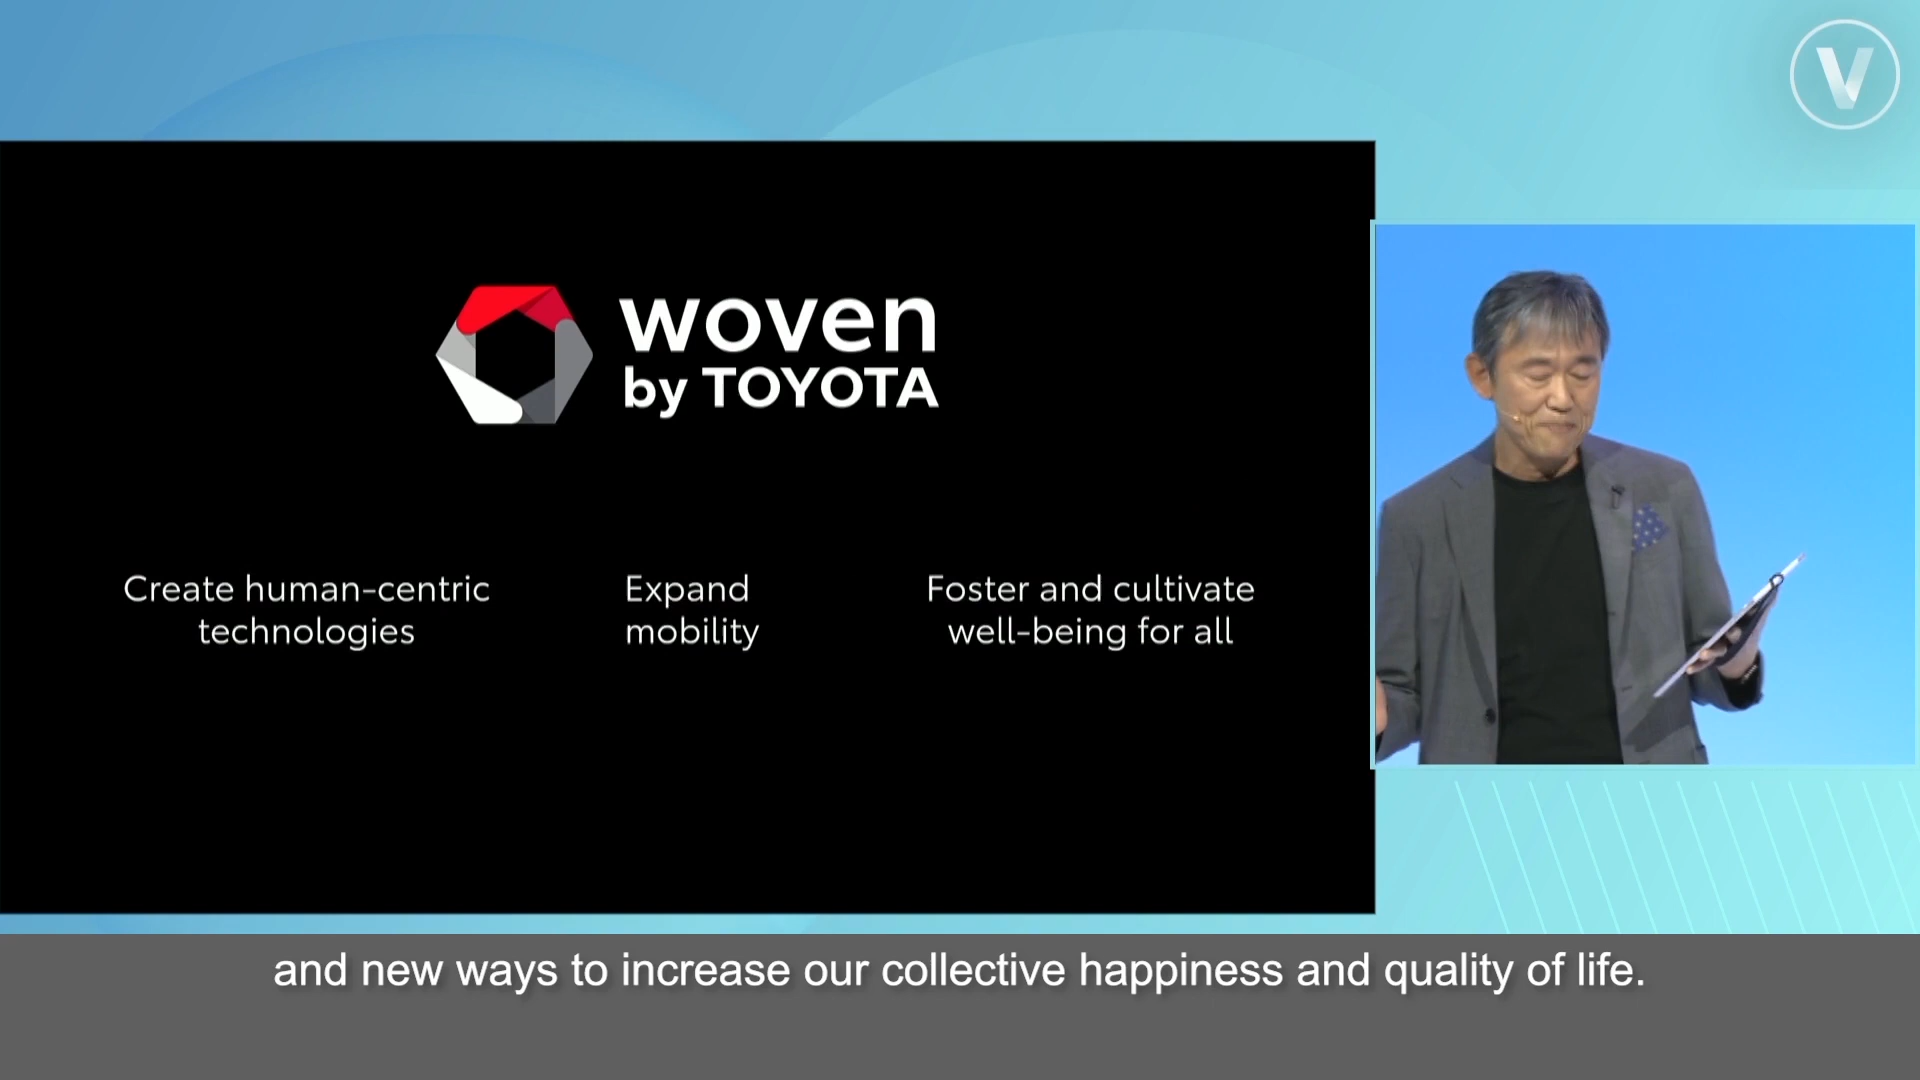 V
woven
by TOYOTA
Create human-centric
technologies
Expand
mobility
Foster and cultivate
well-being for all
and new ways to increase our collective happiness and quality of life.